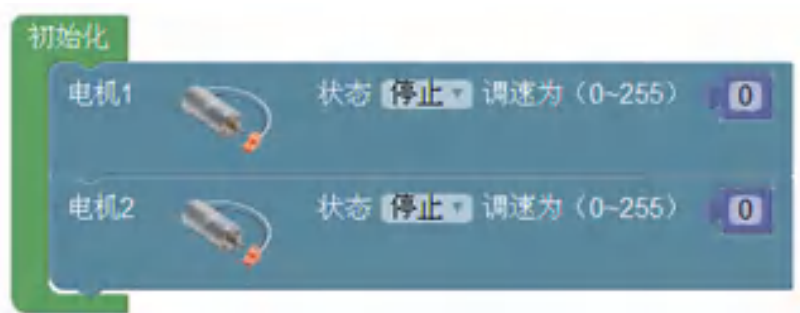 初始化
电机1 状态 停止 调速为（0~255） 0
电机2 状态 停止 调速为（0~255） 0